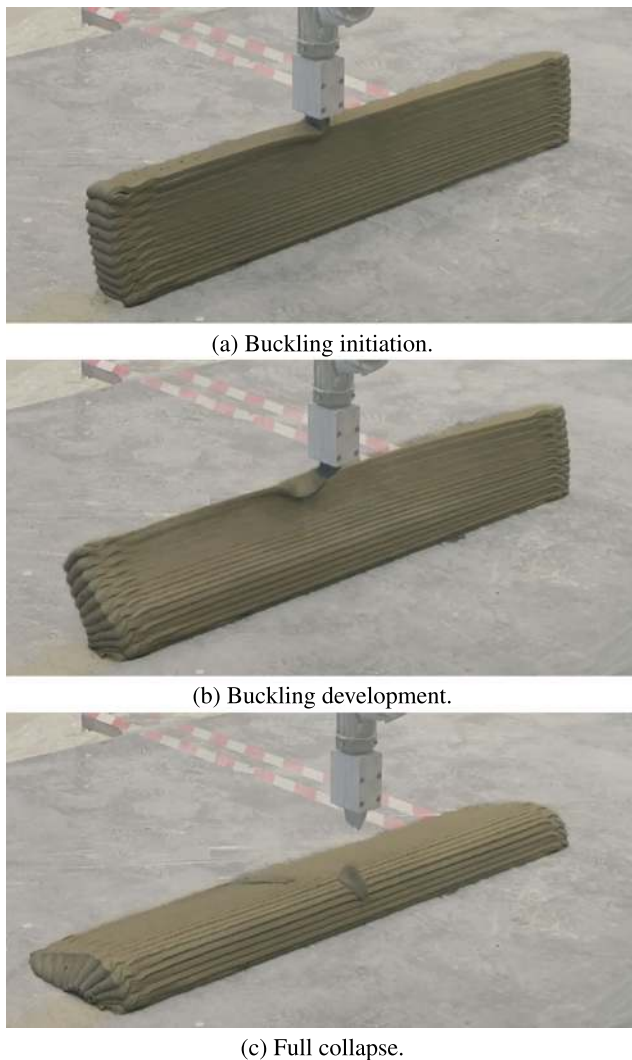 (a) Buckling initiation.
(b) Buckling development.
(c) Full collapse.